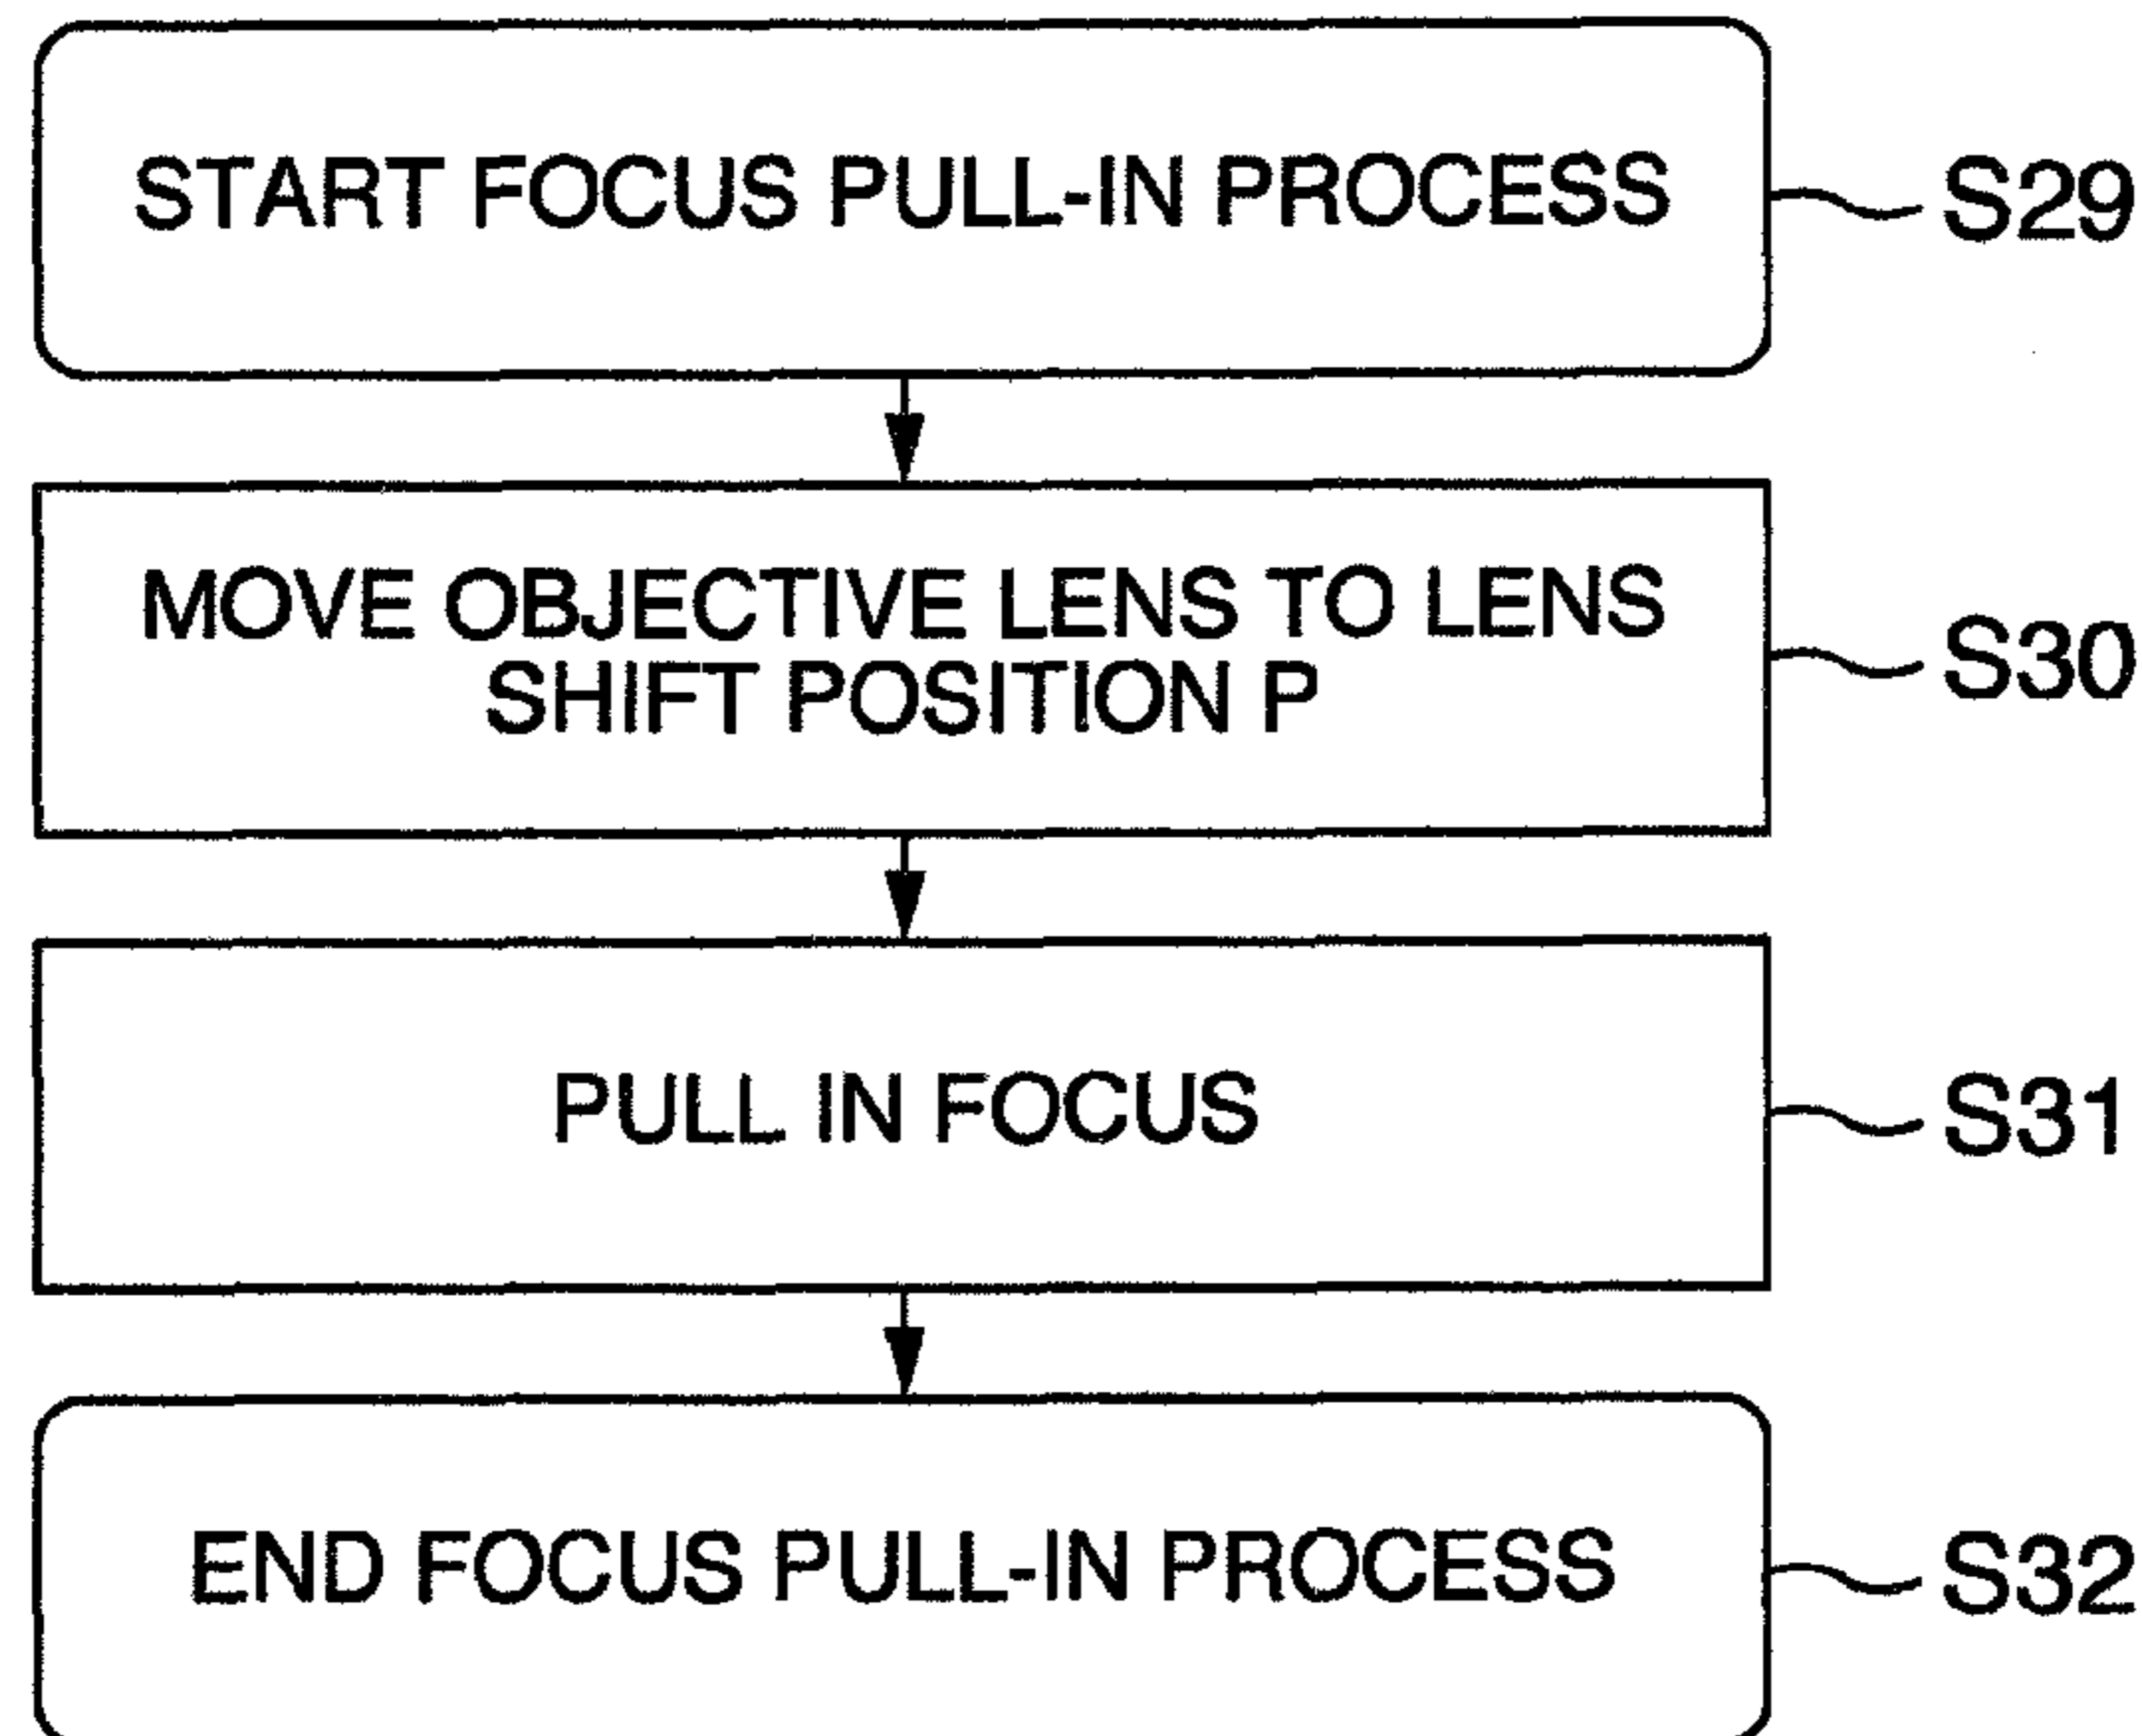 START FOCUS PULL-IN PROCESS
S29
MOVE OBJECTIVE LENS TO LENS
SHIFT POSITION P
S30
PULL IN FOCUS
S31
END FOCUS PULL-IN PROCESS
S32